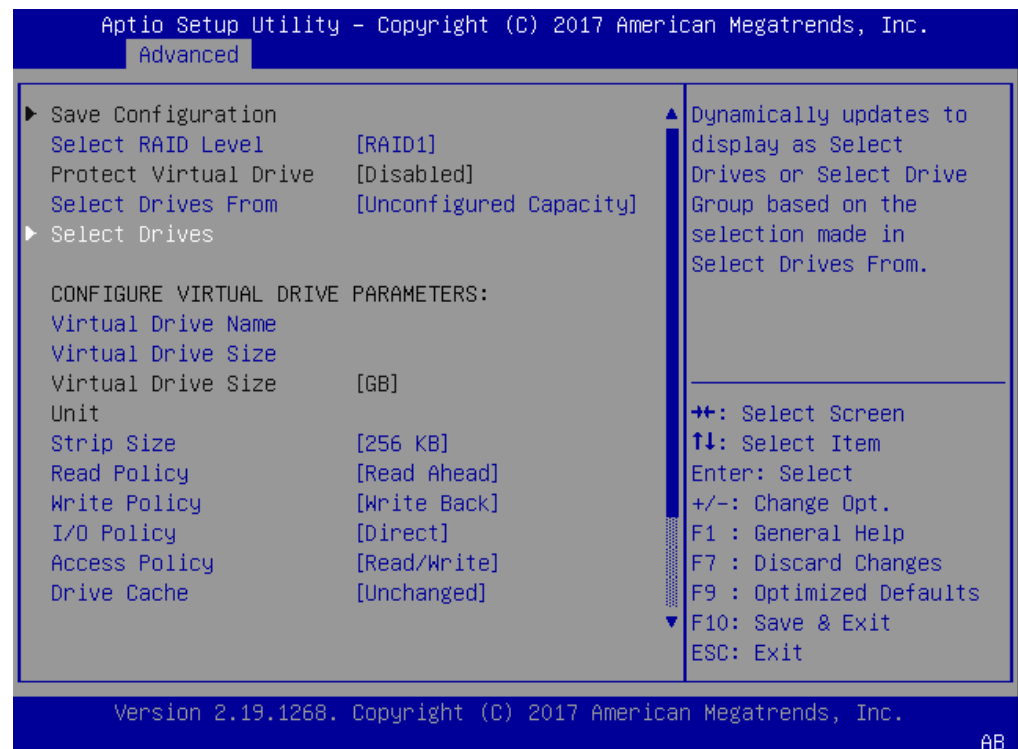 Aptio Setup Utility – Copyright (C) 2017 American Megatrends, Inc.
Advanced
Save Configuration
Select RAID Level [RAID1]
Protect Virtual Drive [Disabled]
Select Drives From [Unconfigured Capacity]
Select Drives
CONFIGURE VIRTUAL DRIVE PARAMETERS:
Virtual Drive Name
Virtual Drive Size
Virtual Drive Size [GB]
Unit
Strip Size [256 KB]
Read Policy [Read Ahead]
Write Policy [Write Back]
I/O Policy [Direct]
Access Policy [Read/Write]
Drive Cache [Unchanged]
Dynamically updates to
display as Select
Drives or Select Drive
Group based on the
selection made in
Select Drives From.
→←: Select Screen
↑↓: Select Item
Enter: Select
+/-: Change Opt.
F1 : General Help
F7 : Discard Changes
F9 : Optimized Defaults
F10: Save & Exit
ESC: Exit
Version 2.19.1268. Copyright (C) 2017 American Megatrends, Inc.
AB